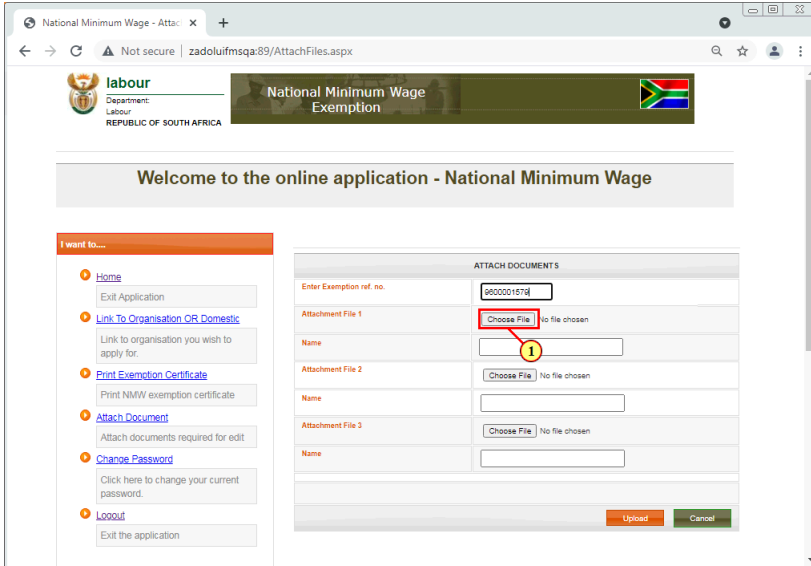 National Minimum Wage - Attac
Not secure | zadoluifmsqa:89/AttachFiles.aspx
labour
Department:
Labour
REPUBLIC OF SOUTH AFRICA
National Minimum Wage
Exemption
Welcome to the online application - National Minimum Wage
I want to....
Home
Exit Application
Link To Organisation OR Domestic
Link to organisation you wish to
apply for.
Print Exemption Certificate
Print NMW exemption certificate
Attach Document
Attach documents required for edit
Change Password
Click here to change your current
password.
Logout
Exit the application
ATTACH DOCUMENTS
Enter Exemption ref. no.
9600001579
Attachment File 1
Choose File No file chosen
1
Name
Attachment File 2
Choose File No file chosen
Name
Attachment File 3
Choose File No file chosen
Name
Upload
Cancel